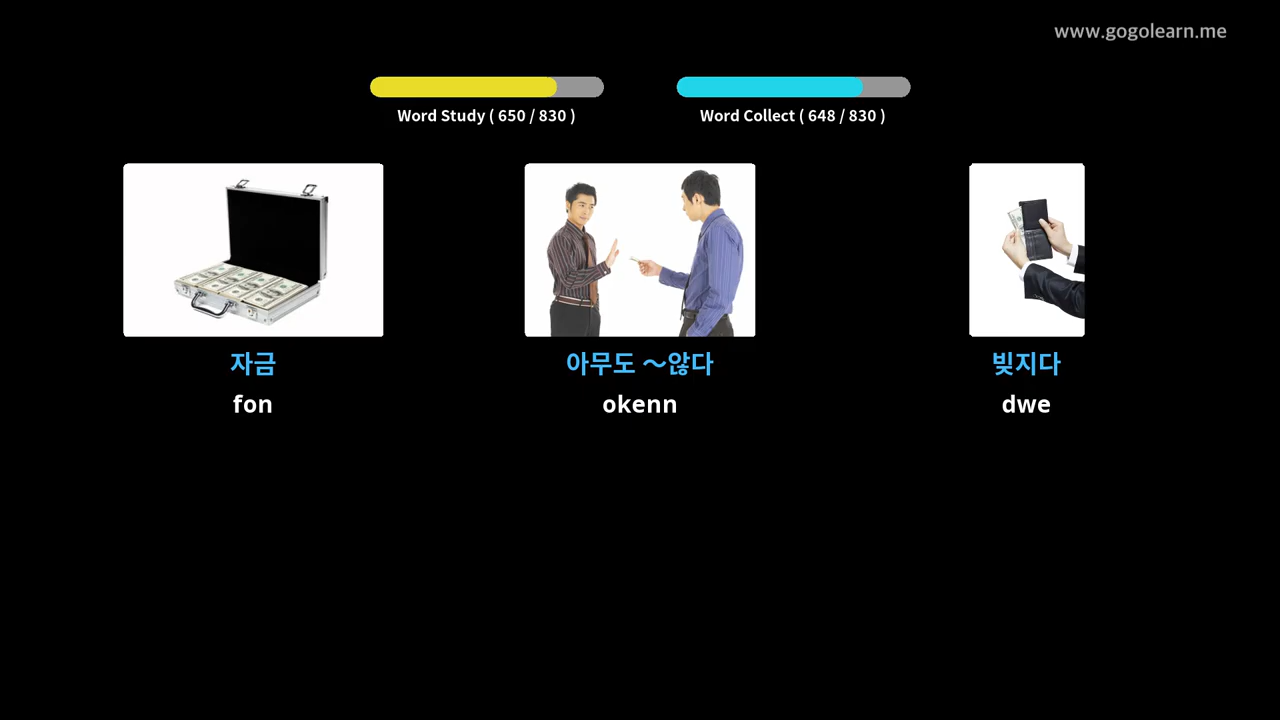 www.gogolearn.me
Word Study ( 650 / 830 )
Word Collect ( 648 / 830 )
자금
아무도 ～않다
빚지다
fon
okenn
dwe